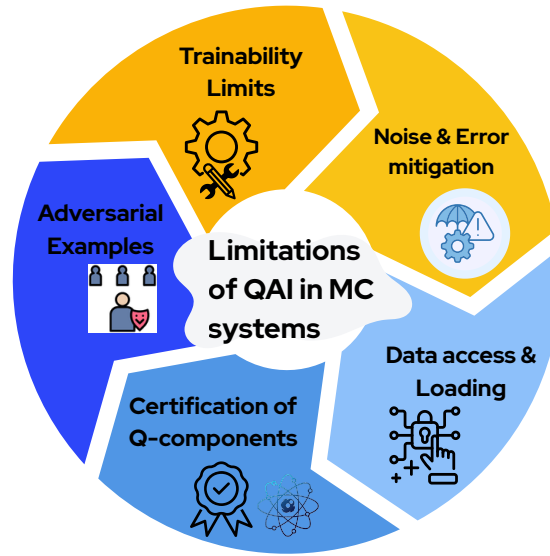 Trainability
Limits
Noise & Error
mitigation
Adversarial
Examples
Limitations
of QAI in MC
systems
Data access &
Loading
Certification of
Q-components